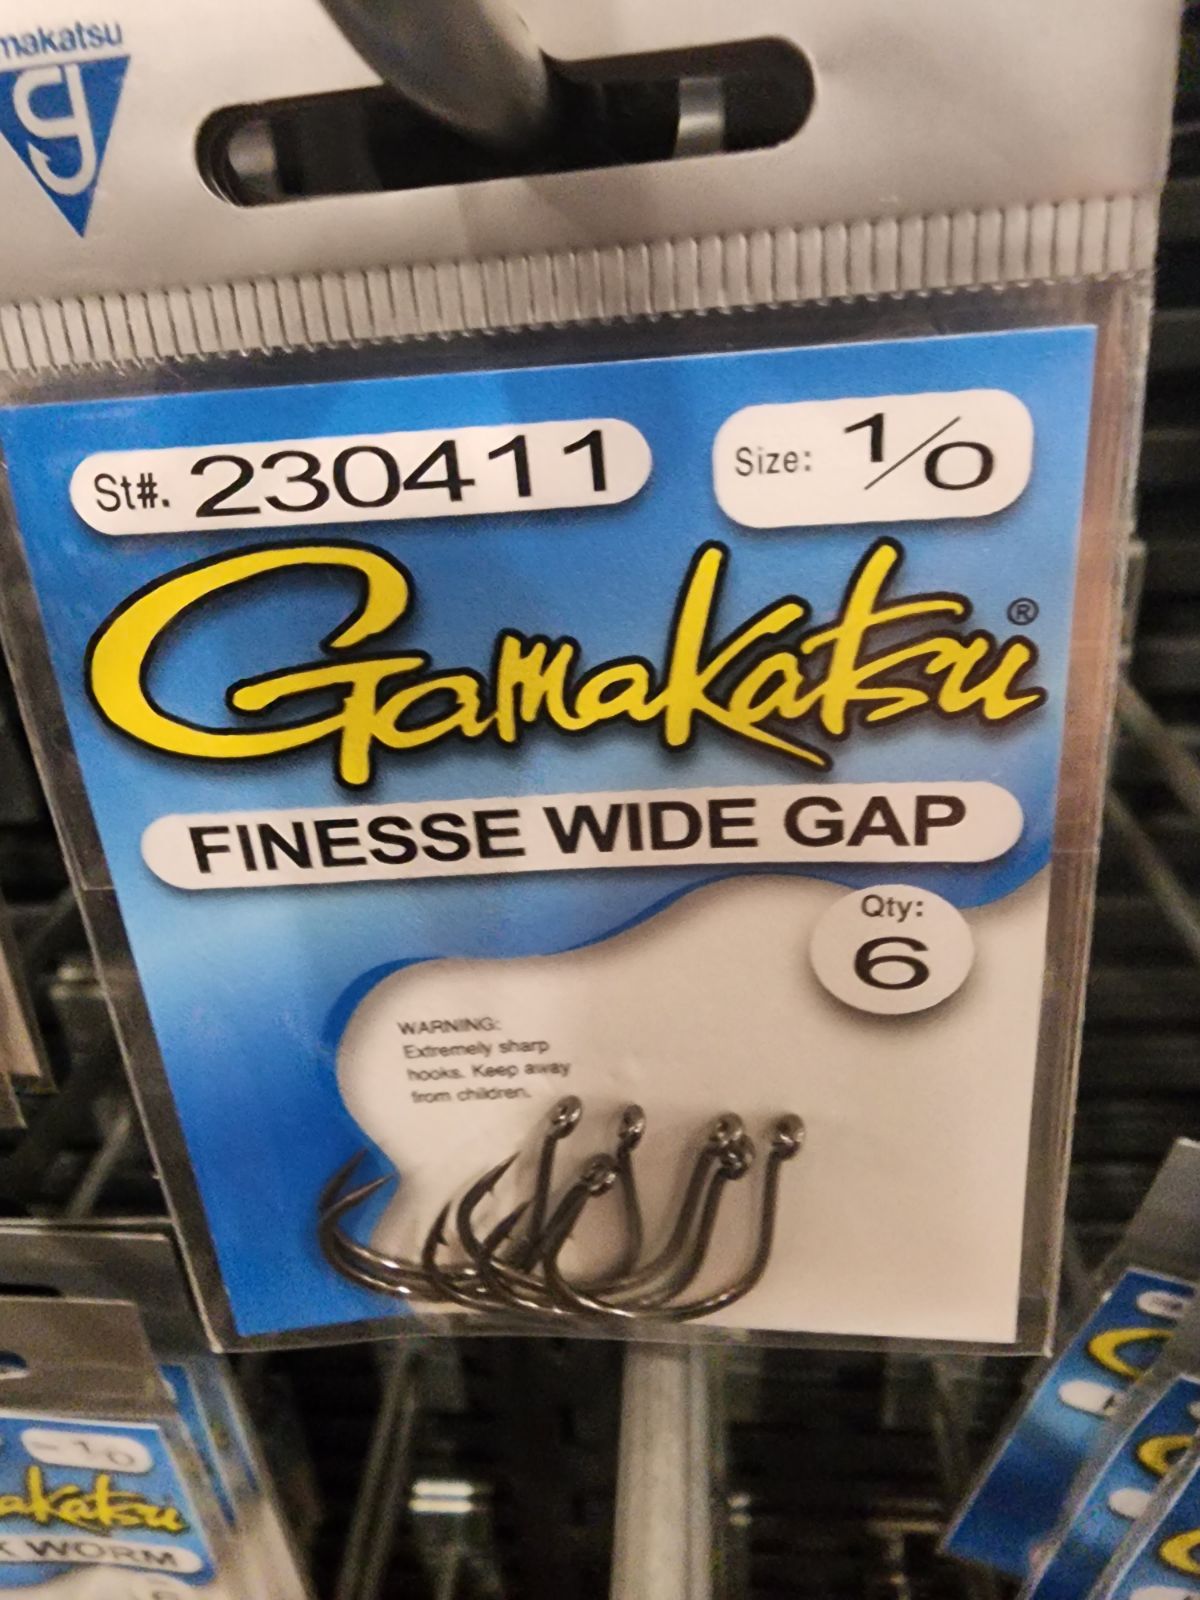 makatsu
g
St#. 230411
Size: 1/0
Gamakatsu®
FINESSE WIDE GAP
Qty:
6
WARNING:
Extremely sharp
hooks. Keep away
from children.
1/0
akatsu
WORM